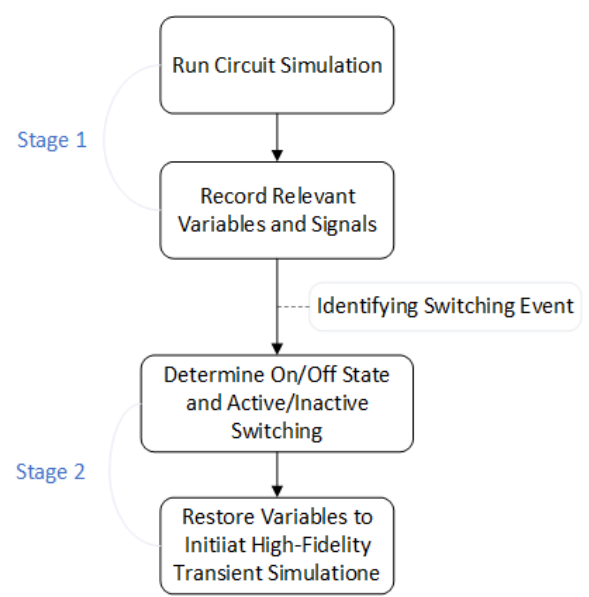 Run Circuit Simulation
Stage 1
Record Relevant
Variables and Signals
Identifying Switching Event
Determine On/Off State
and Active/Inactive
Switching
Stage 2
Restore Variables to
Initiat High-Fidelity
Transient Simulatione